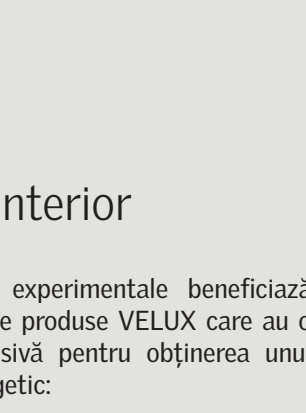 nterior
experimentale beneficiază
e produse VELUX care au
sivă pentru obținerea unu
getic: